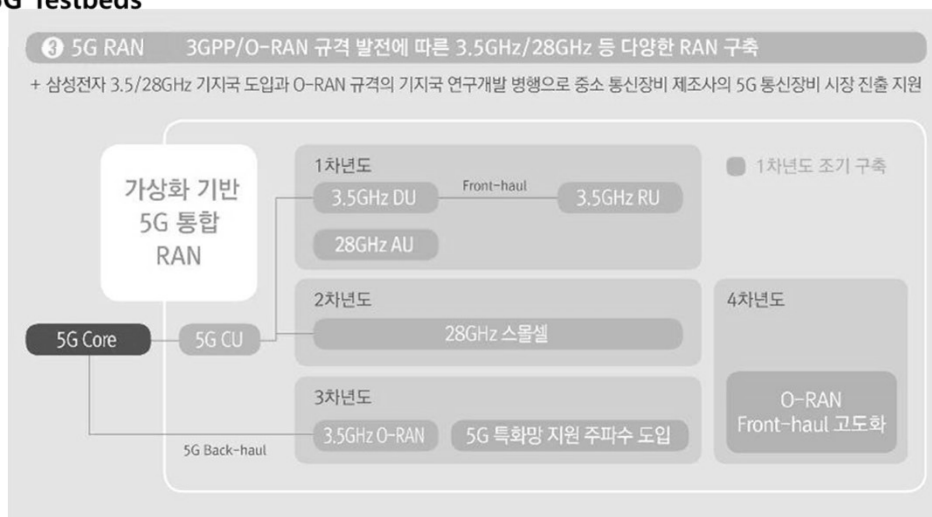 5G Testbeds
❸ 5G RAN 3GPP/O-RAN 규격 발전에 따른 3.5GHz/28GHz 등 다양한 RAN 구축
+ 삼성전자 3.5/28GHz 기지국 도입과 O-RAN 규격의 기지국 연구개발 병행으로 중소 통신장비 제조사의 5G 통신장비 시장 진출 지원
가상화 기반
5G 통합
RAN
5G Core
5G CU
5G Back-haul
1차년도
3.5GHz DU
Front-haul
3.5GHz RU
28GHz AU
1차년도 조기 구축
2차년도
28GHz 스몰셀
3차년도
3.5GHz O-RAN
5G 특화망 지원 주파수 도입
4차년도
O-RAN
Front-haul 고도화